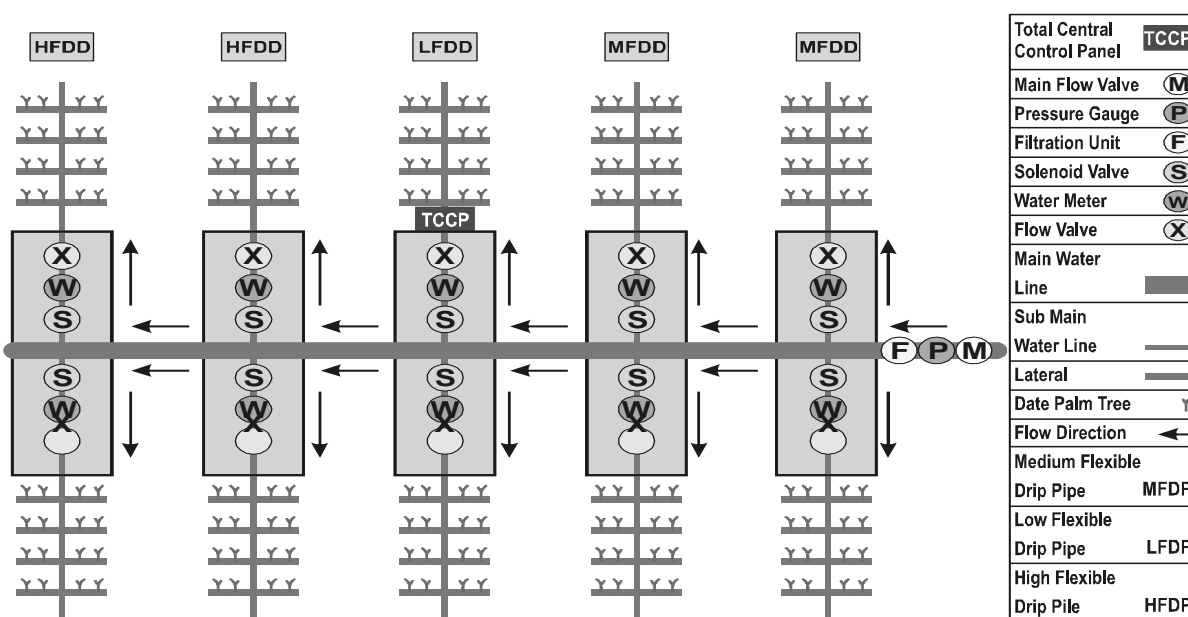 HFDD HFDD LFDD MFDD MFDD
TCCP
X X X X X
W W W W W
S S S S S
F P M
S S S S S
W W W W W
X X X X X
Total Central
Control Panel TCCP
Main Flow Valve M
Pressure Gauge P
Filtration Unit F
Solenoid Valve S
Water Meter W
Flow Valve X
Main Water
Line
Sub Main
Water Line
Lateral
Date Palm Tree
Flow Direction
Medium Flexible
Drip Pipe MFDP
Low Flexible
Drip Pipe LFDP
High Flexible
Drip Pile HFDP